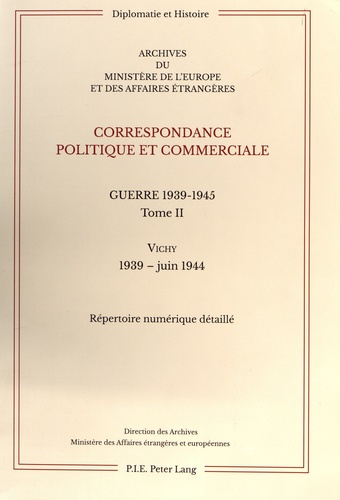 Diplomatie et Histoire
ARCHIVES
DU
MINISTÈRE DE L'EUROPE
ET DES AFFAIRES ÉTRANGÈRES
CORRESPONDANCE
POLITIQUE ET COMMERCIALE
GUERRE 1939-1945
Tome II
VICHY
1939 – juin 1944
Répertoire numérique détaillé
Direction des Archives
Ministère des Affaires étrangères et européennes
P.I.E. Peter Lang